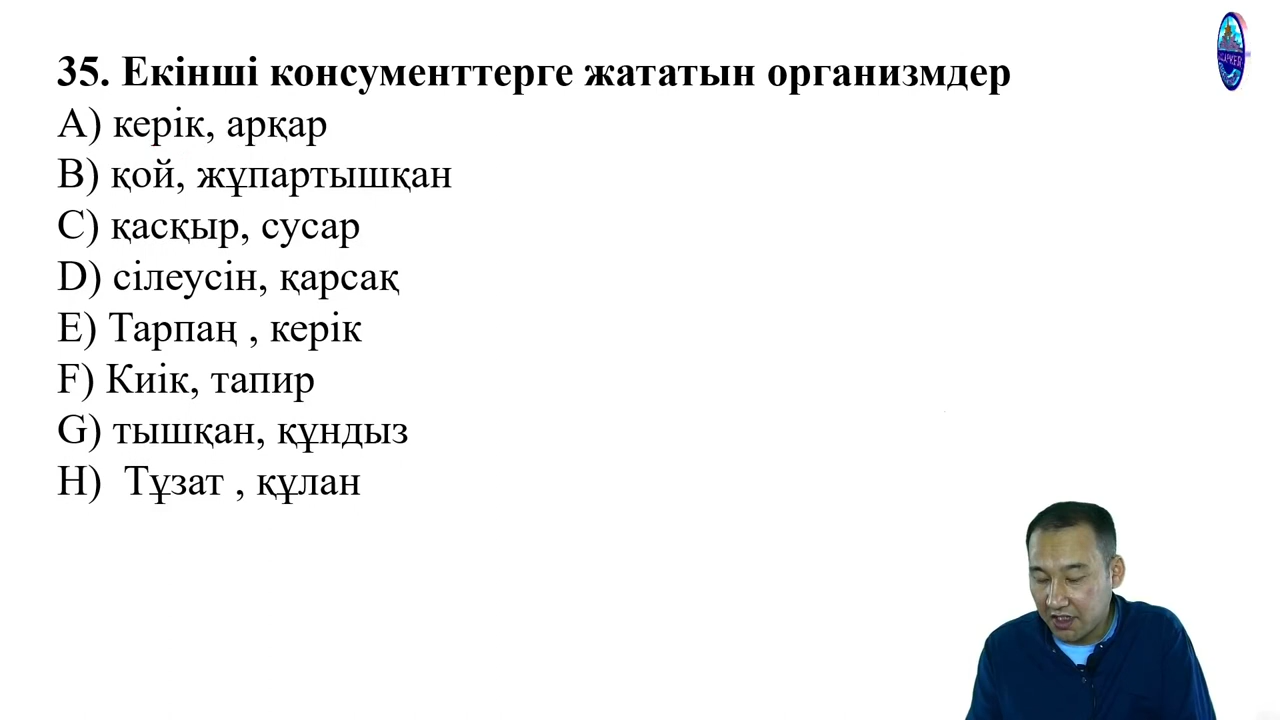 35. Екінші консументтерге жататын организмдер
A) керік, арқар
B) қой, жұпартышқан
C) қасқыр, сусар
D) сілеусін, қарсақ
E) Тарпаң , керік
F) Киік, тапир
G) тышқан, құндыз
H)  Тұзат , құлан